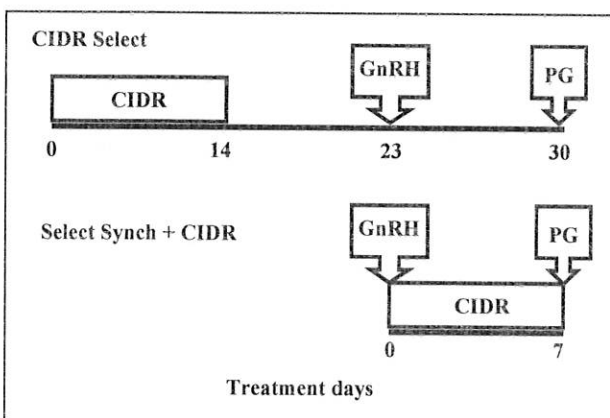 CIDR Select
GnRH
PG
CIDR
0 14 23 30
Select Synch + CIDR
GnRH
PG
CIDR
0 7
Treatment days